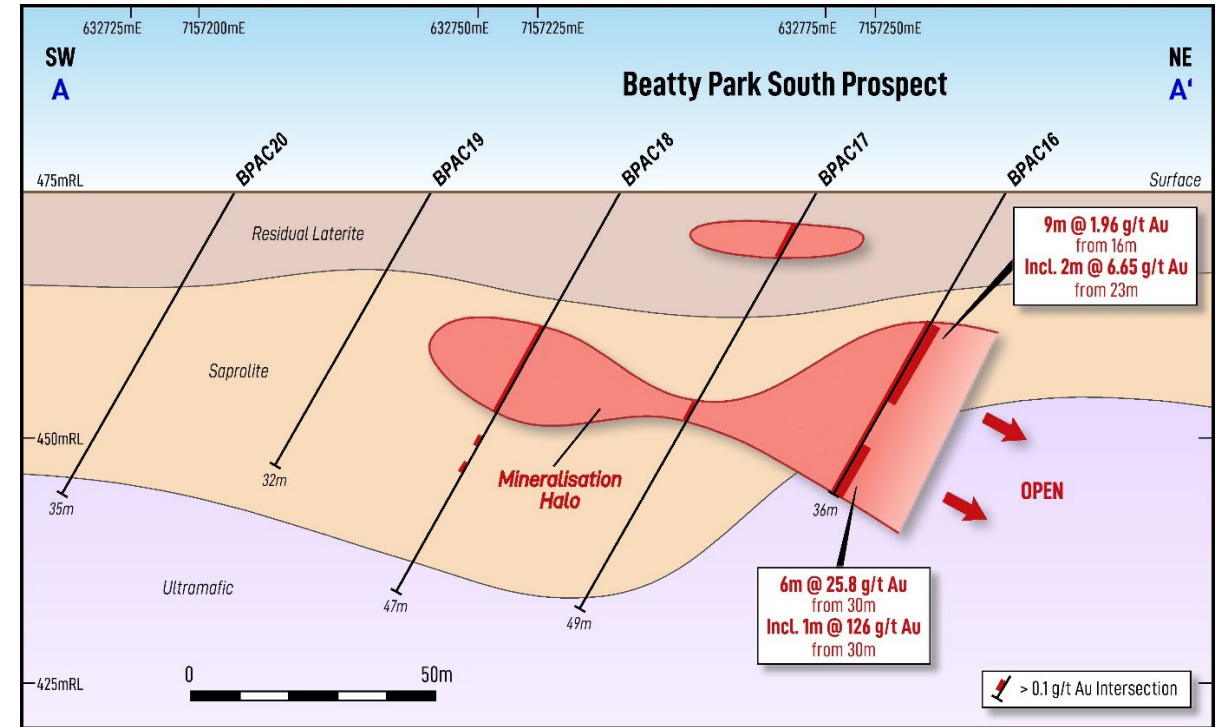 632725mE 7157200mE 632750mE 7157225mE 632775mE 7157250mE
SW
A
Beatty Park South Prospect
NE
A'
BPAC20
BPAC19
BPAC18
BPAC17
BPAC16
475mRL
Surface
Residual Laterite
9m @ 1.96 g/t Au
from 16m
Incl. 2m @ 6.65 g/t Au
from 23m
Saprolite
450mRL
Mineralisation
Halo
OPEN
32m
35m
36m
Ultramafic
47m
49m
6m @ 25.8 g/t Au
from 30m
Incl. 1m @ 126 g/t Au
from 30m
0 50m
425mRL
> 0.1 g/t Au Intersection